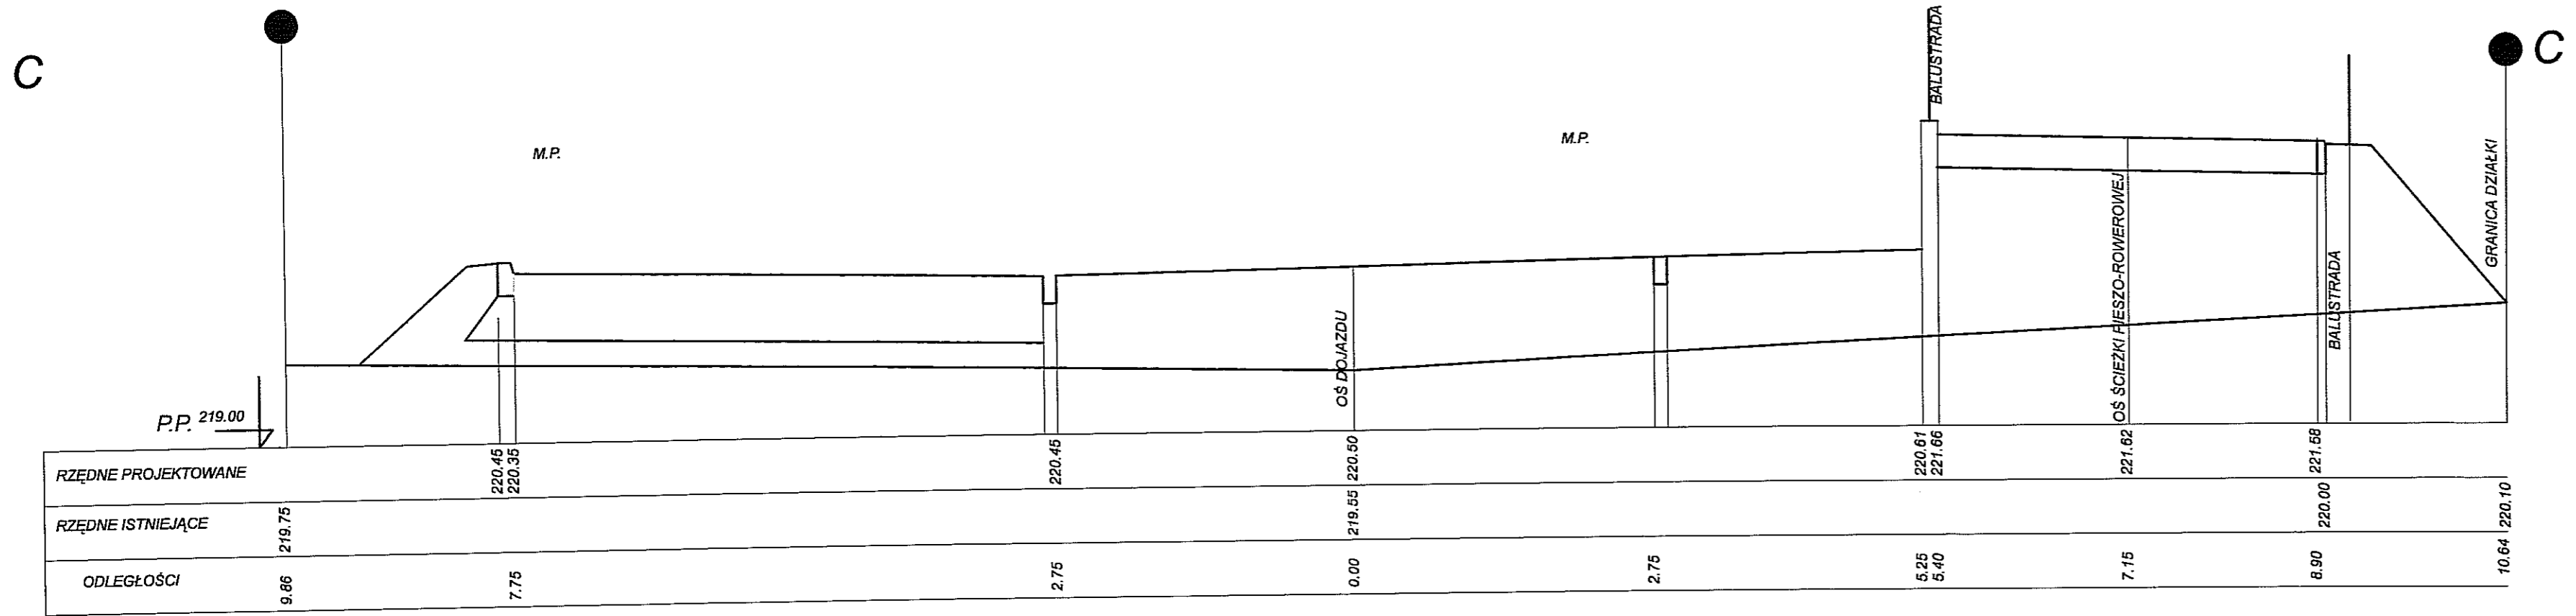 C
C
BALUSTRADA
M.P.
M.P.
GRANICA DZIAŁKI
OŚ ŚCIEŻKI PIESZO-ROWEROWEJ
BALUSTRADA
OŚ DOJAZDU
P.P. 219.00
RZĘDNE PROJEKTOWANE 220.45 220.35 220.45 220.50 220.61 221.66 221.62 221.58
RZĘDNE ISTNIEJĄCE 219.75 219.55 220.00 220.10
ODLEGŁOŚCI 9.86 7.75 2.75 0.00 2.75 5.25 5.40 7.15 8.90 10.64